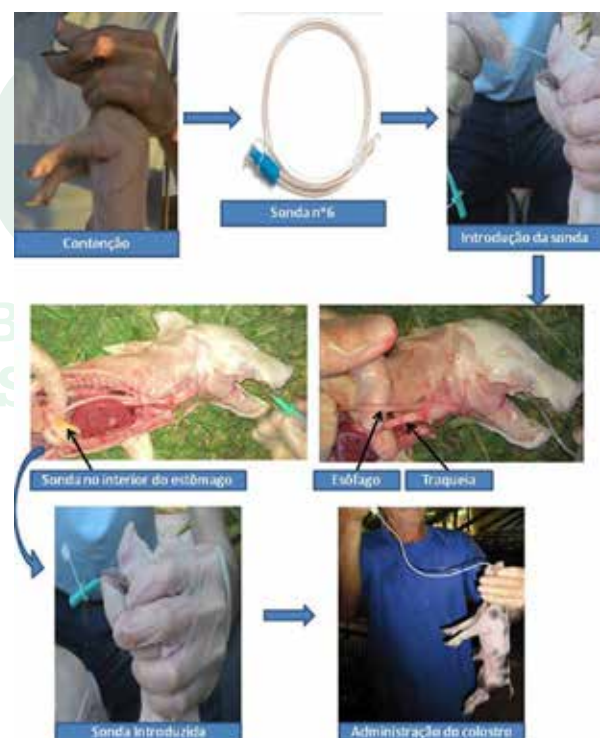 Contenção
Sonda nº6
Introdução da sonda
Sonda no interior do estômago
Esôfago
Traqueia
Sonda Introduzida
Administração do colostro